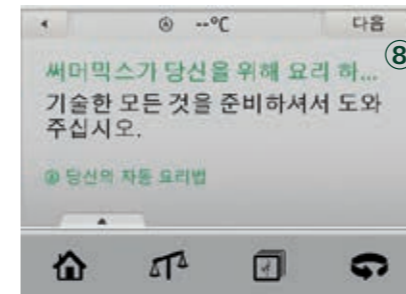 --°C 다음
⑧
써머믹스가 당신을 위해 요리 하...
기술한 모든 것을 준비하셔서 도와
주십시오.
당신의 자동 요리법